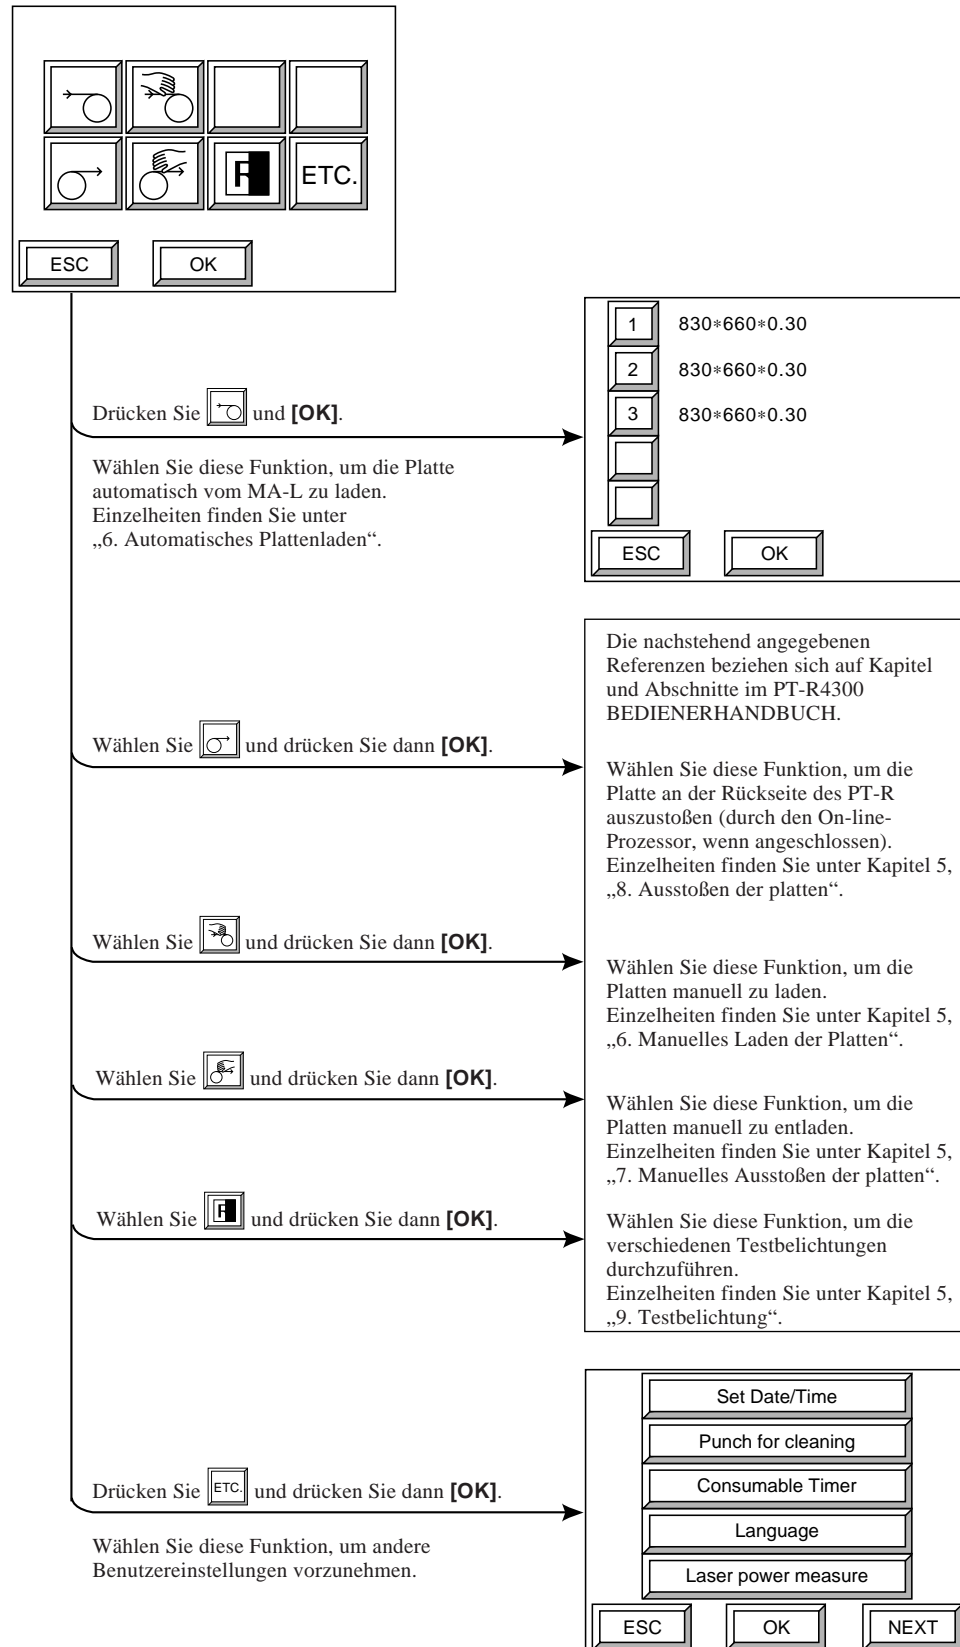 R
ETC.
ESC OK
1 830*660*0.30
2 830*660*0.30
3 830*660*0.30
ESC OK
Drücken Sie und [OK].
Wählen Sie diese Funktion, um die Platte
automatisch vom MA-L zu laden.
Einzelheiten finden Sie unter
„6. Automatisches Plattenladen“.
Die nachstehend angegebenen
Referenzen beziehen sich auf Kapitel
und Abschnitte im PT-R4300
BEDIENERHANDBUCH.
Wählen Sie und drücken Sie dann [OK].
Wählen Sie diese Funktion, um die
Platte an der Rückseite des PT-R
auszustoßen (durch den On-line-
Prozessor, wenn angeschlossen).
Einzelheiten finden Sie unter Kapitel 5,
„8. Ausstoßen der platten“.
Wählen Sie und drücken Sie dann [OK].
Wählen Sie diese Funktion, um die
Platten manuell zu laden.
Einzelheiten finden Sie unter Kapitel 5,
„6. Manuelles Laden der Platten“.
Wählen Sie und drücken Sie dann [OK].
Wählen Sie diese Funktion, um die
Platten manuell zu entladen.
Einzelheiten finden Sie unter Kapitel 5,
„7. Manuelles Ausstoßen der platten“.
Wählen Sie R und drücken Sie dann [OK].
Wählen Sie diese Funktion, um die
verschiedenen Testbelichtungen
durchzuführen.
Einzelheiten finden Sie unter Kapitel 5,
„9. Testbelichtung“.
Drücken Sie ETC. und drücken Sie dann [OK].
Wählen Sie diese Funktion, um andere
Benutzereinstellungen vorzunehmen.
Set Date/Time
Punch for cleaning
Consumable Timer
Language
Laser power measure
ESC OK NEXT